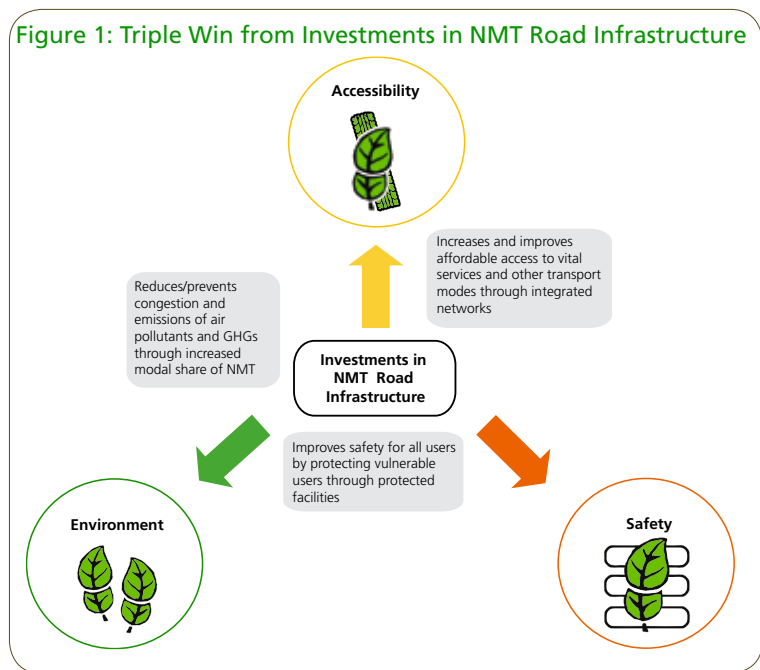 Figure 1: Triple Win from Investments in NMT Road Infrastructure
Accessibility
Increases and improves
affordable access to vital
services and other transport
modes through integrated
networks
Reduces/prevents
congestion and
emissions of air
pollutants and GHGs
through increased
modal share of NMT
Investments in
NMT Road
Infrastructure
Improves safety for all users
by protecting vulnerable
users through protected
facilities
Environment
Safety